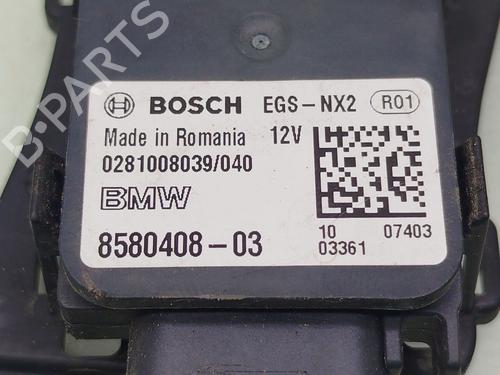 B-PARTS
BOSCH EGS-NX2 R01
Made in Romania 12V
0281008039/040
BMW
8580408-03
10 07403
03361